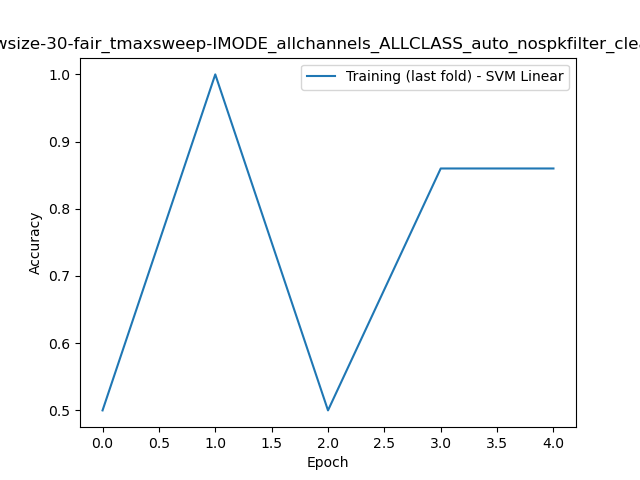 wsize-30-fair_tmaxsweep-IMODE_allchannels_ALLCLASS_auto_nospkfilter_clea
Training (last fold) - SVM Linear
1.0
0.9
0.8
0.7
0.6
0.5
Accuracy
0.0 0.5 1.0 1.5 2.0 2.5 3.0 3.5 4.0
Epoch